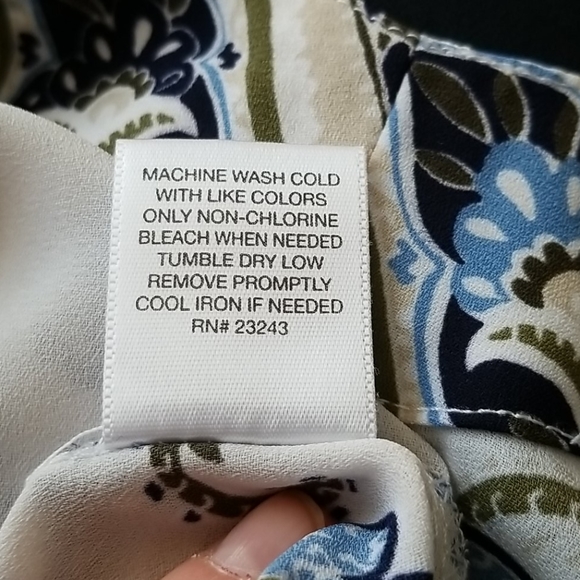 MACHINE WASH COLD
WITH LIKE COLORS
ONLY NON-CHLORINE
BLEACH WHEN NEEDED
TUMBLE DRY LOW
REMOVE PROMPTLY
COOL IRON IF NEEDED
RN# 23243